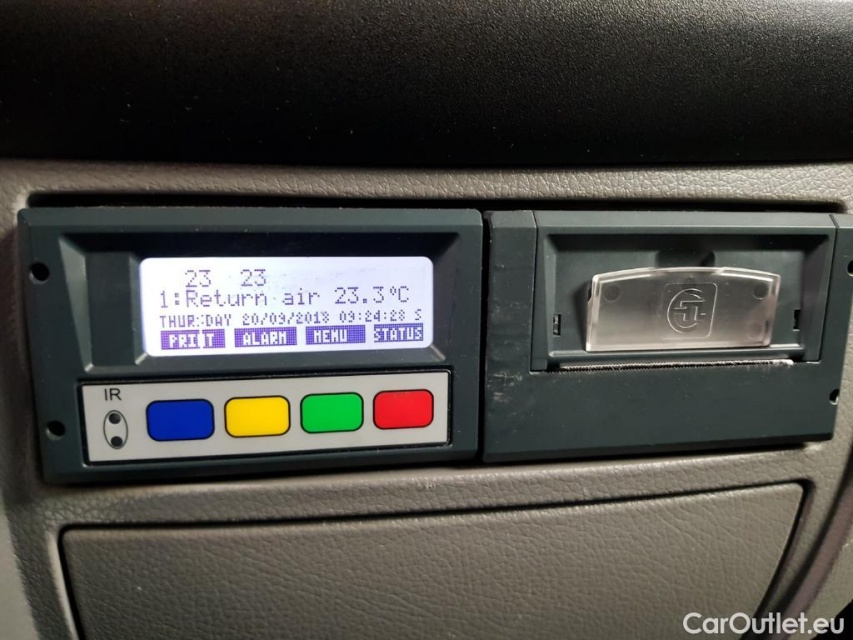 23 23
1:Return air 23.3°C
THURSDAY 20/09/2018 09:24:28 S
PRINT ALARM MENU STATUS
IR
CarOutlet.eu